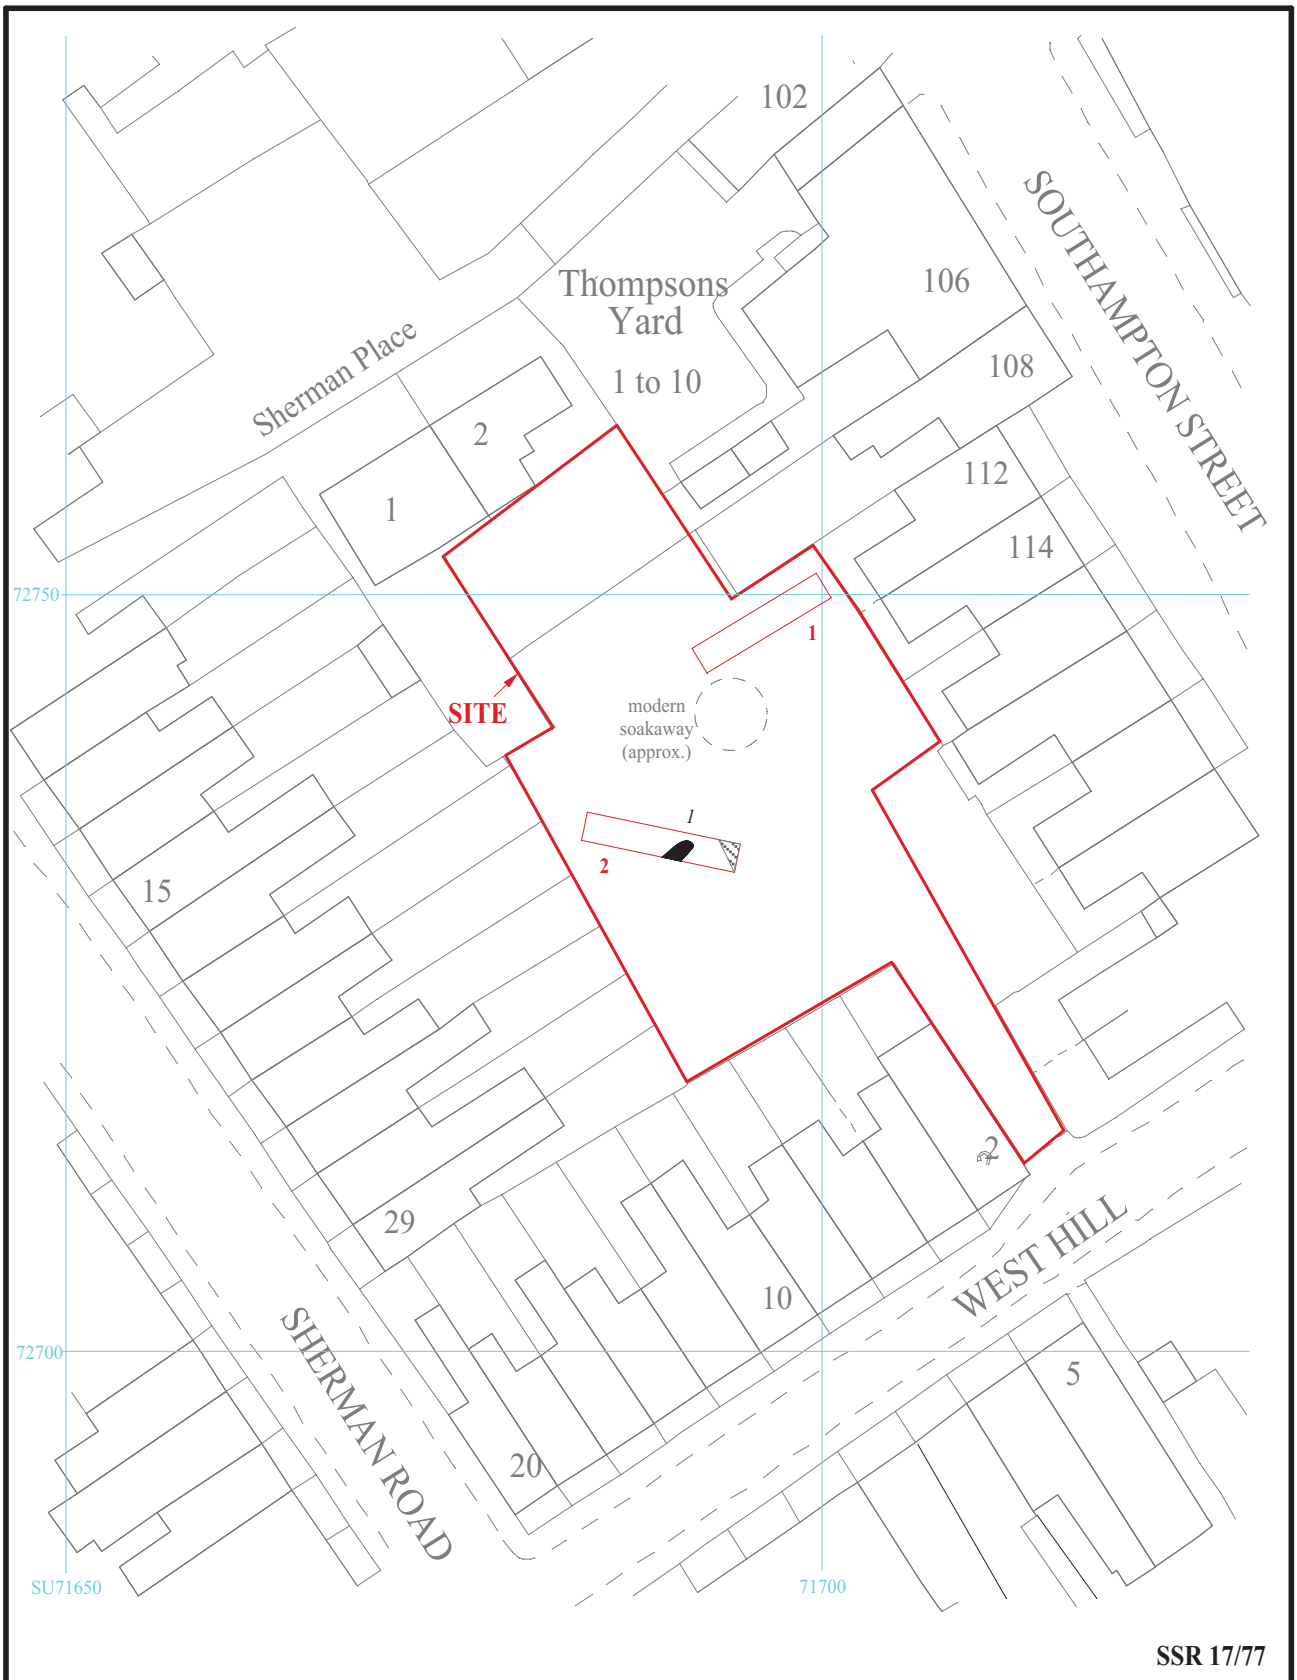 102
SOUTHAMPTON STREET
Thompsons
Yard
1 to 10
106
Sherman Place
108
2
112
1
114
72750
1
SITE
modern
soakaway
(approx.)
1
2
15
2
29
WEST HILL
10
SHERMAN ROAD
72700
5
20
SU71650
71700
SSR 17/77